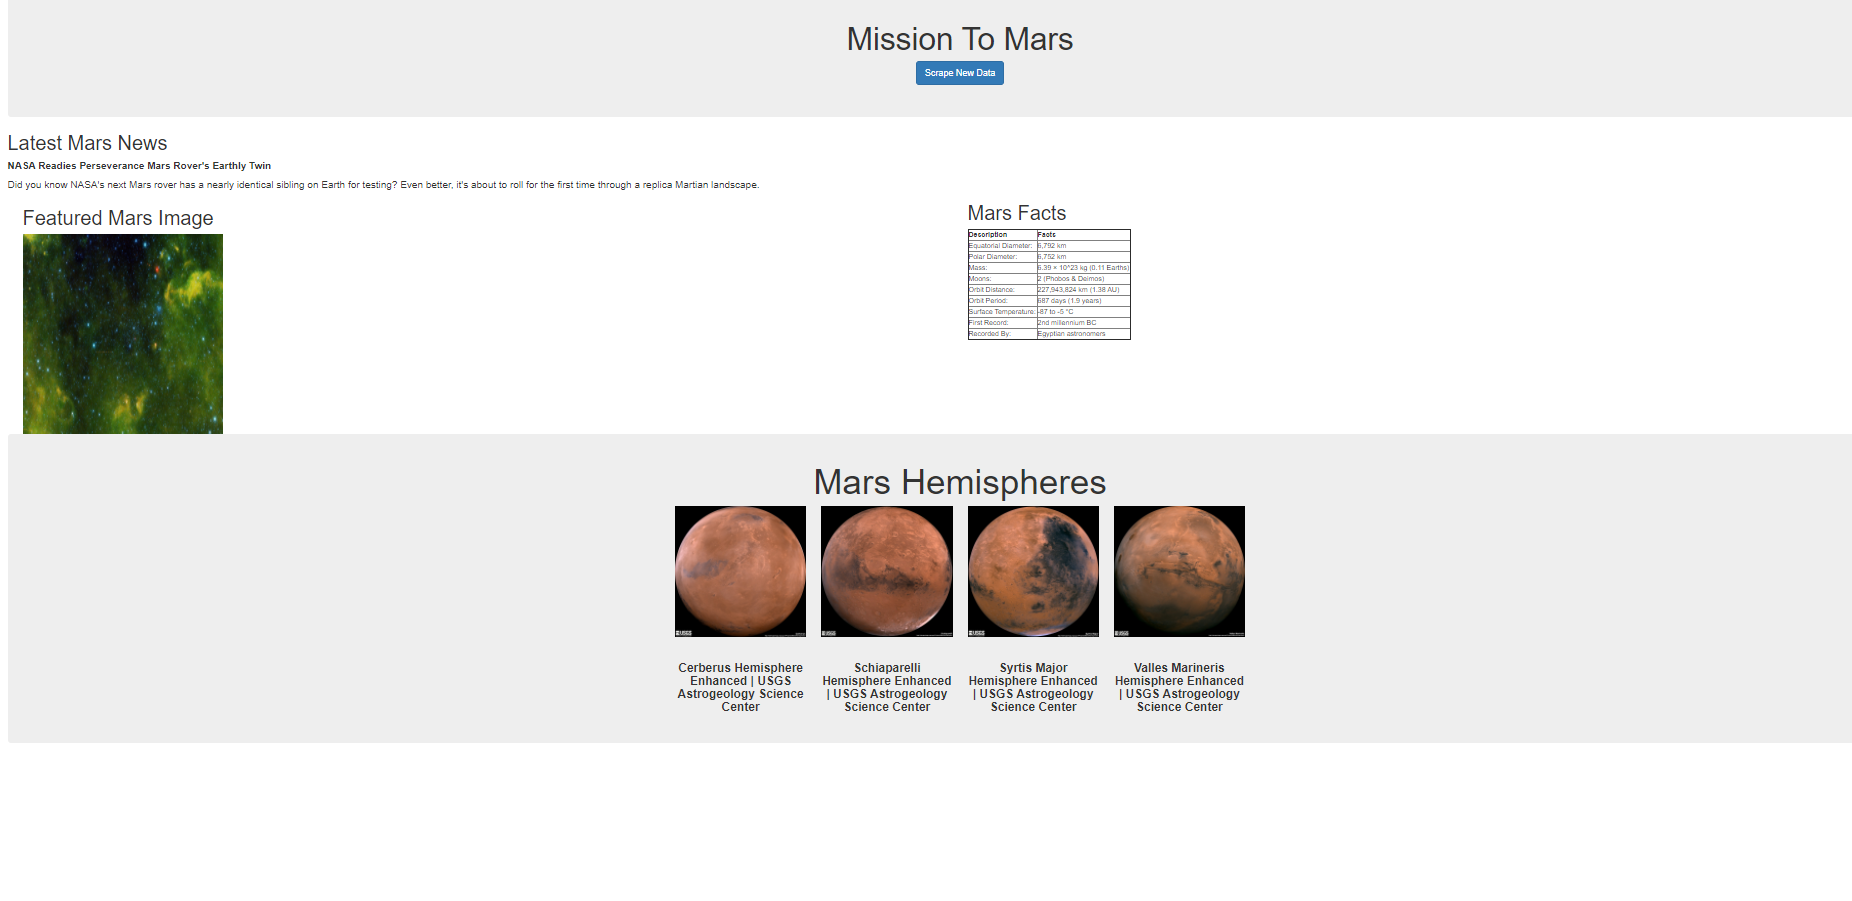 Mission To Mars
Scrape New Data
Latest Mars News
NASA Readies Perseverance Mars Rover's Earthly Twin
Did you know NASA's next Mars rover has a nearly identical sibling on Earth for testing? Even better, it's about to roll for the first time through a replica Martian landscape.
Featured Mars Image
Mars Facts
Description Facts
Equatorial Diameter: 6,792 km
Polar Diameter: 6,752 km
Mass: 6.39 × 10^23 kg (0.11 Earths)
Moons: 2 (Phobos & Deimos)
Orbit Distance: 227,943,824 km (1.38 AU)
Orbit Period: 687 days (1.9 years)
Surface Temperature: -87 to -5 °C
First Record: 2nd millennium BC
Recorded By: Egyptian astronomers
Mars Hemispheres
USGS USGS USGS USGS
Cerberus Hemisphere
Enhanced | USGS
Astrogeology Science
Center
Schiaparelli
Hemisphere Enhanced
| USGS Astrogeology
Science Center
Syrtis Major
Hemisphere Enhanced
| USGS Astrogeology
Science Center
Valles Marineris
Hemisphere Enhanced
| USGS Astrogeology
Science Center